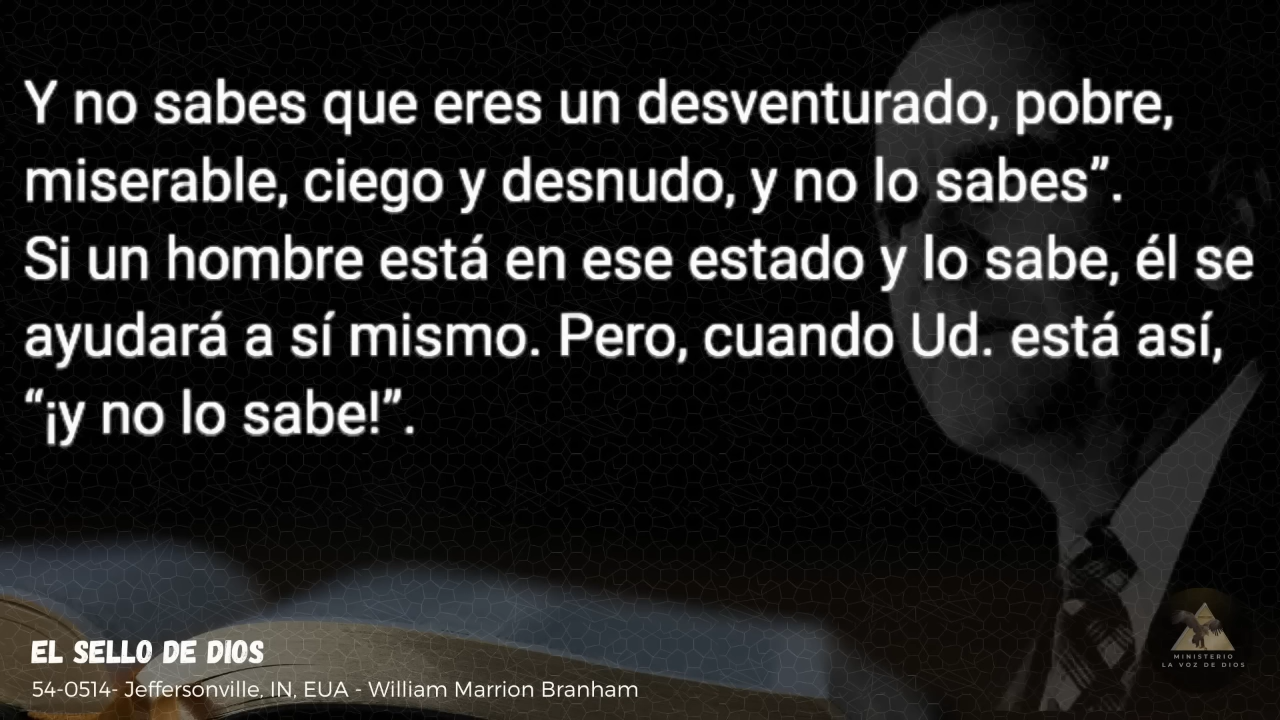 Y no sabes que eres un desventurado, pobre,
miserable, ciego y desnudo, y no lo sabes”.
Si un hombre está en ese estado y lo sabe, él se
ayudará a sí mismo. Pero, cuando Ud. está así,
“¡y no lo sabe!”.
EL SELLO DE DIOS
54-0514- Jeffersonville, IN, EUA - William Marrion Branham
MINISTERIO
LA VOZ DE DIOS